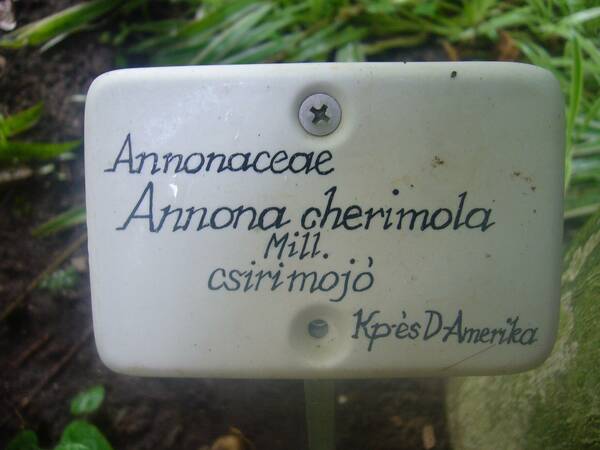 Annonaceae
Annona cherimola
Mill.
csirimojó
Kp-és D-Amerika